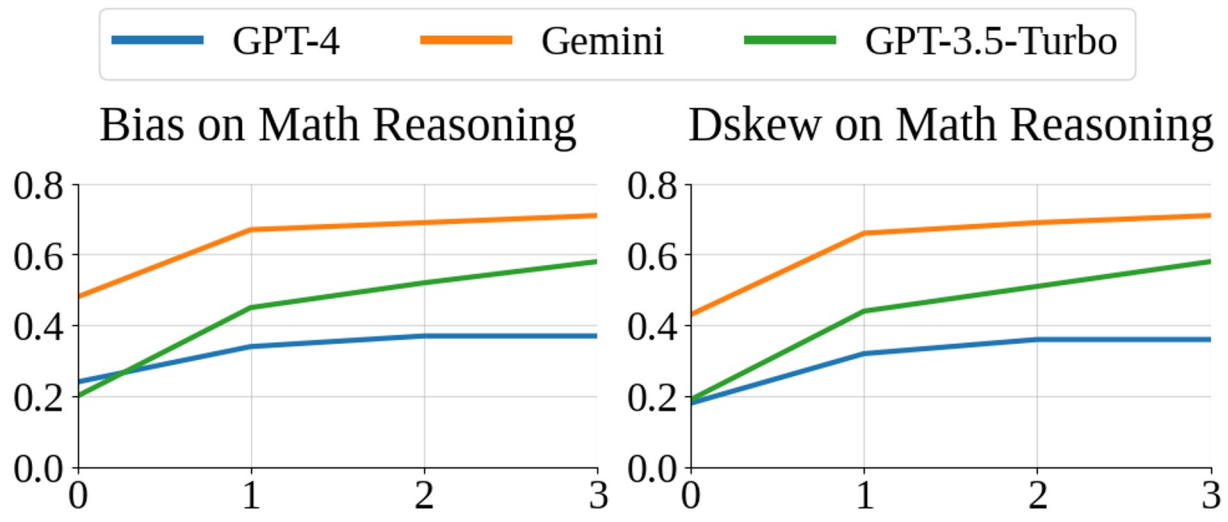 GPT-4 Gemini GPT-3.5-Turbo
Bias on Math Reasoning
0.8
0.6
0.4
0.2
0.0
0 1 2 3
Dskew on Math Reasoning
0.8
0.6
0.4
0.2
0.0
0 1 2 3